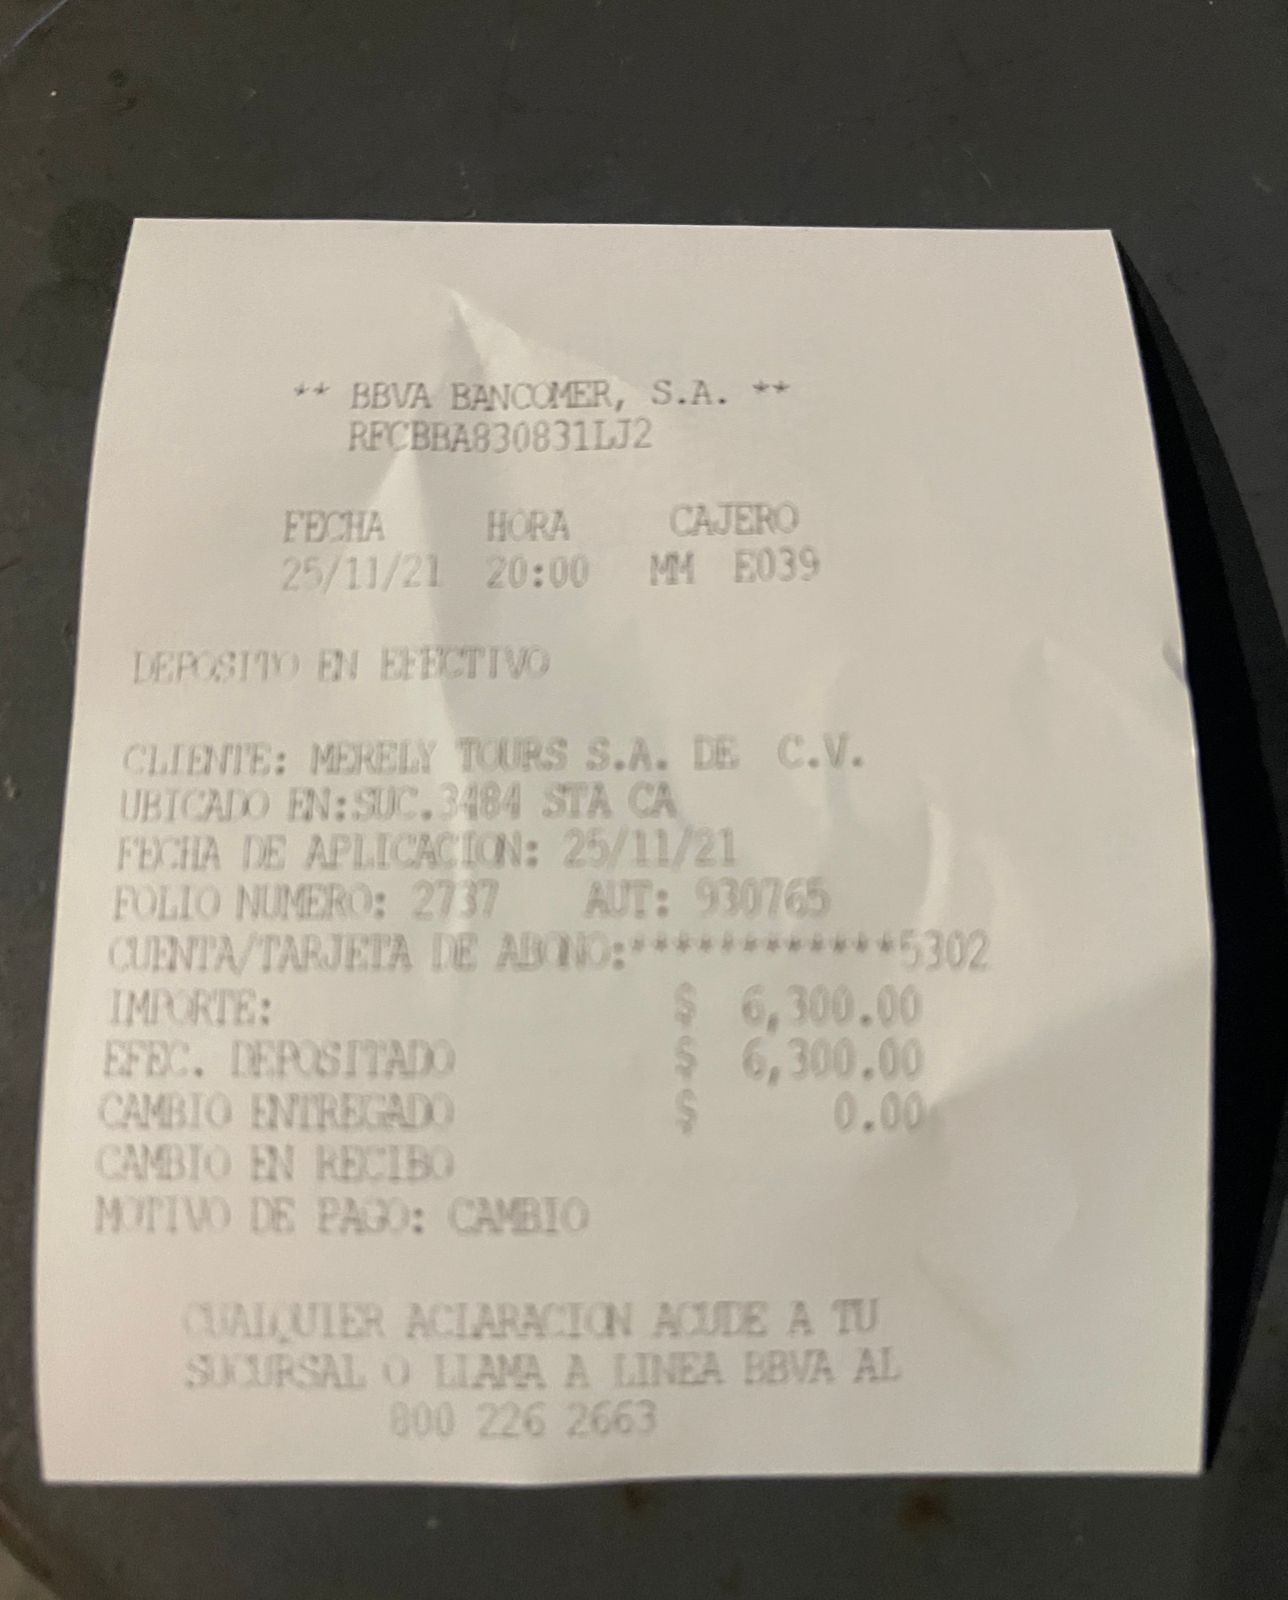 ** BBVA BANCOMER, S.A. **
RFCBBA830831LJ2
FECHA HORA CAJERO
25/11/21 20:00 MM E039
DEPOSITO EN EFECTIVO
CLIENTE: MERELY TOURS S.A. DE C.V.
UBICADO EN:SUC.3484 STA CA
FECHA DE APLICACION: 25/11/21
FOLIO NUMERO: 2737 AUT: 930765
CUENTA/TARJETA DE ABONO:************5302
IMPORTE: $ 6,300.00
EFEC. DEPOSITADO $ 6,300.00
CAMBIO ENTREGADO $ 0.00
CAMBIO EN RECIBO
MOTIVO DE PAGO: CAMBIO
CUALQUIER ACLARACION ACUDE A TU
SUCURSAL O LLAMA A LINEA BBVA AL
800 226 2663